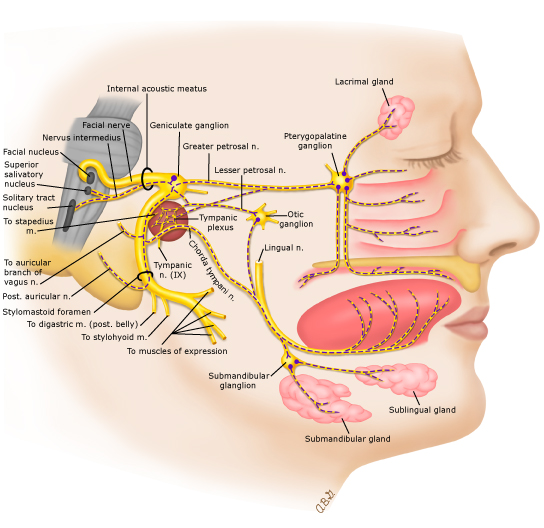 Internal acoustic meatus
Lacrimal gland
Facial nerve
Geniculate ganglion
Nervus intermedius
Pterygopalatine
ganglion
Greater petrosal n.
Facial nucleus
Superior
salivatory
nucleus
Lesser petrosal n.
Solitary tract
nucleus
To stapedius
m.
Tympanic
plexus
Otic
ganglion
Lingual n.
Chorda tympani n.
To auricular
branch of
vagus n.
Tympanic
n. (IX)
Post. auricular n.
Stylomastoid foramen
To digastric m. (post. belly)
To stylohyoid m.
To muscles of expression
Submandibular
glanglion
Sublingual gland
Submandibular gland